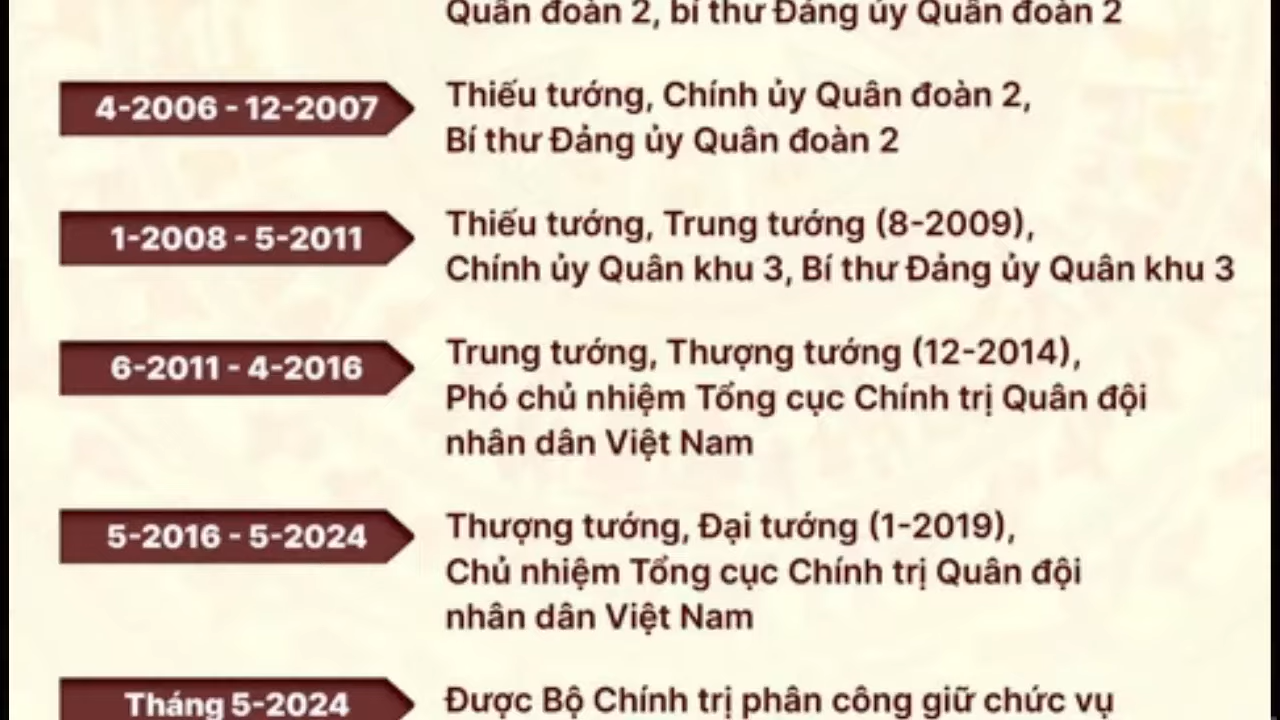 Quân đoàn 2, bí thư Đảng ủy Quân đoàn 2
4-2006 - 12-2007
Thiếu tướng, Chính ủy Quân đoàn 2,
Bí thư Đảng ủy Quân đoàn 2
1-2008 - 5-2011
Thiếu tướng, Trung tướng (8-2009),
Chính ủy Quân khu 3, Bí thư Đảng ủy Quân khu 3
6-2011 - 4-2016
Trung tướng, Thượng tướng (12-2014),
Phó chủ nhiệm Tổng cục Chính trị Quân đội
nhân dân Việt Nam
5-2016 - 5-2024
Thượng tướng, Đại tướng (1-2019),
Chủ nhiệm Tổng cục Chính trị Quân đội
nhân dân Việt Nam
Tháng 5-2024
Được Bộ Chính trị phân công giữ chức vụ